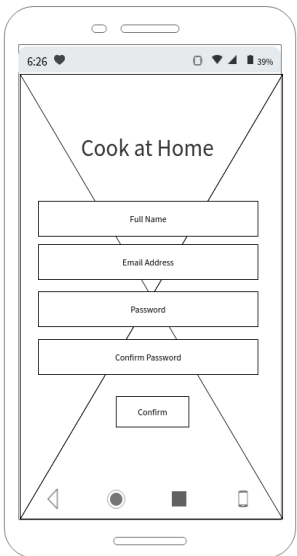 6:26
39%
Cook at Home
Full Name
Email Address
Password
Confirm Password
Confirm